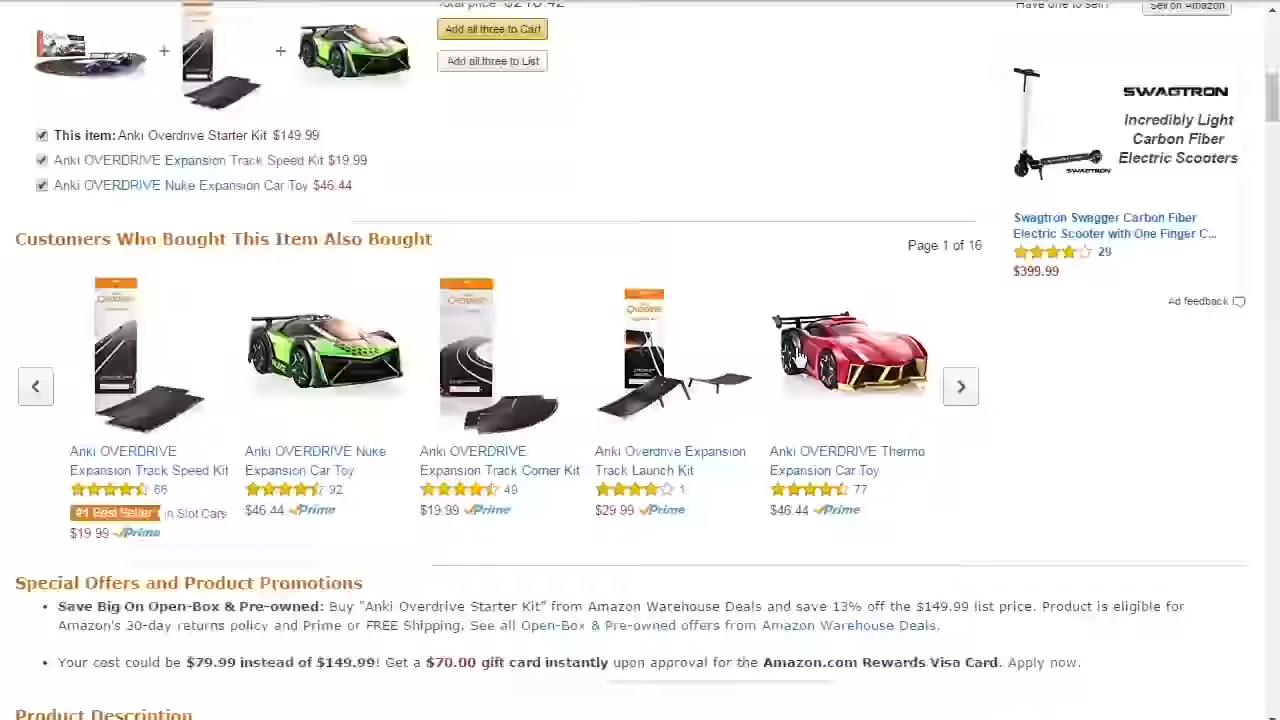 Total price: $216.42
Have one to sell?
Sell on Amazon
Add all three to Cart
Add all three to List
This item: Anki Overdrive Starter Kit $149.99
Anki OVERDRIVE Expansion Track Speed Kit $19.99
Anki OVERDRIVE Nuke Expansion Car Toy $46.44
SWAGTRON
Incredibly Light
Carbon Fiber
Electric Scooters
SWAGTRON
Swagtron Swagger Carbon Fiber
Electric Scooter with One Finger C...
29
$399.99
Ad feedback
Customers Who Bought This Item Also Bought
Page 1 of 16
Anki OVERDRIVE
Expansion Track Speed Kit
66
#1 Best Seller in Slot Cars
$19.99 Prime
Anki OVERDRIVE Nuke
Expansion Car Toy
92
$46.44 Prime
Anki OVERDRIVE
Expansion Track Corner Kit
49
$19.99 Prime
Anki Overdrive Expansion
Track Launch Kit
1
$29.99 Prime
Anki OVERDRIVE Thermo
Expansion Car Toy
77
$46.44 Prime
Special Offers and Product Promotions
Save Big On Open-Box & Pre-owned: Buy "Anki Overdrive Starter Kit" from Amazon Warehouse Deals and save 13% off the $149.99 list price. Product is eligible for
Amazon's 30-day returns policy and Prime or FREE Shipping. See all Open-Box & Pre-owned offers from Amazon Warehouse Deals.
Your cost could be $79.99 instead of $149.99! Get a $70.00 gift card instantly upon approval for the Amazon.com Rewards Visa Card. Apply now.
Product Description